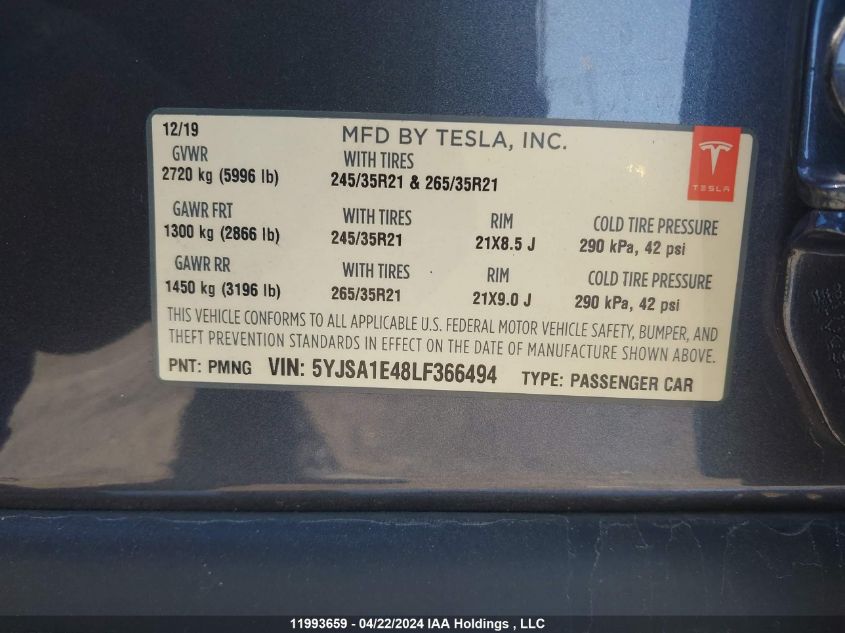 12/19 MFD BY TESLA, INC.
GVWR WITH TIRES
2720 kg (5996 lb) 245/35R21 & 265/35R21
TESLA
GAWR FRT WITH TIRES RIM COLD TIRE PRESSURE
1300 kg (2866 lb) 245/35R21 21X8.5 J 290 kPa, 42 psi
GAWR RR WITH TIRES RIM COLD TIRE PRESSURE
1450 kg (3196 lb) 265/35R21 21X9.0 J 290 kPa, 42 psi
THIS VEHICLE CONFORMS TO ALL APPLICABLE U.S. FEDERAL MOTOR VEHICLE SAFETY, BUMPER, AND
THEFT PREVENTION STANDARDS IN EFFECT ON THE DATE OF MANUFACTURE SHOWN ABOVE.
PNT: PMNG VIN: 5YJSA1E48LF366494 TYPE: PASSENGER CAR
11993659 - 04/22/2024 IAA Holdings , LLC